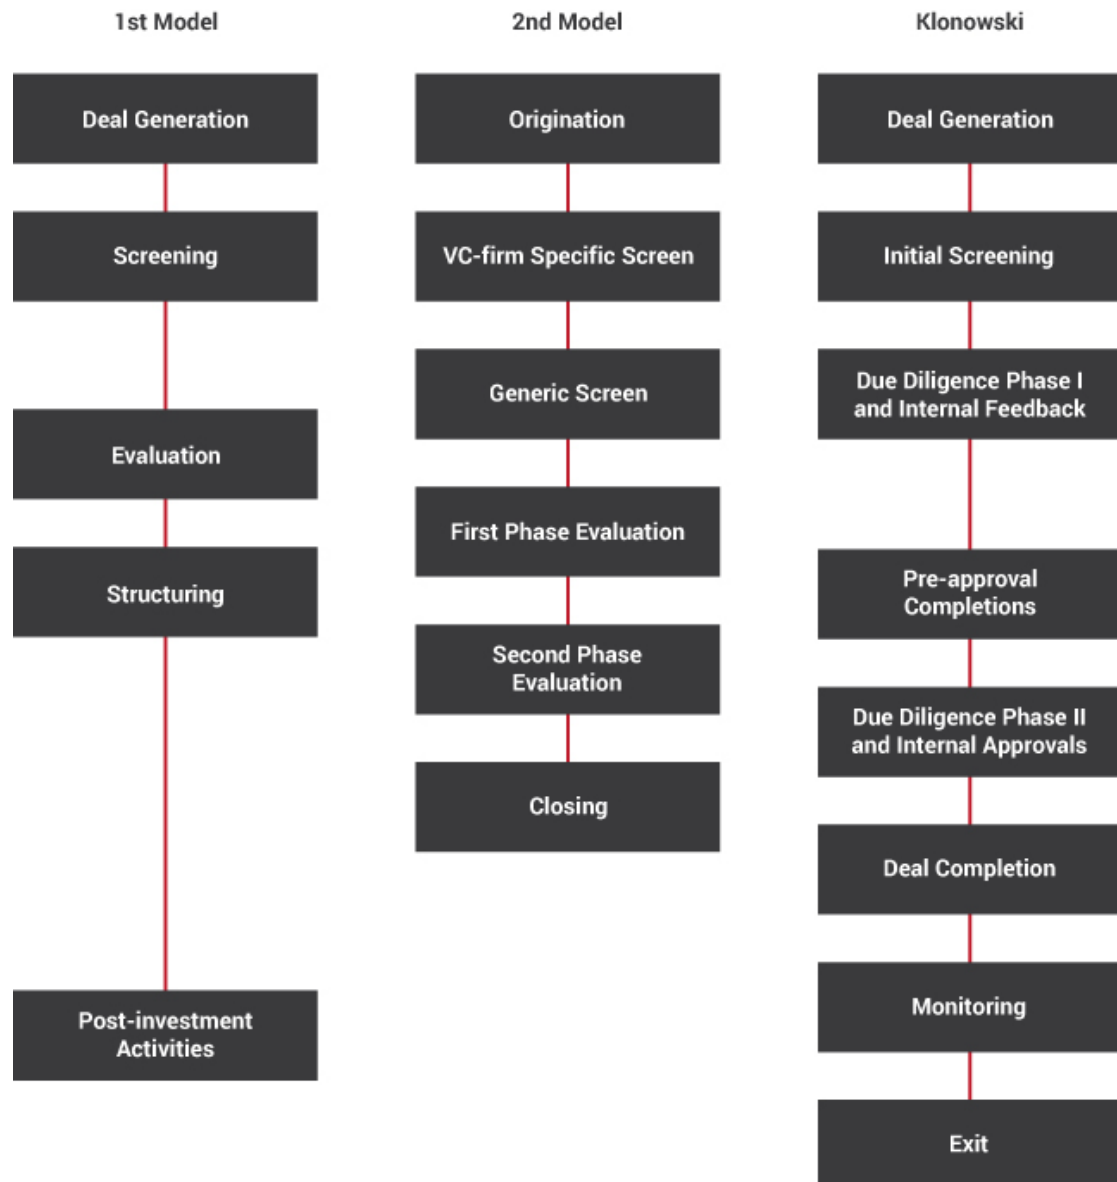 1st Model
Deal Generation
Screening
Evaluation
Structuring
Post-investment
Activities
2nd Model
Origination
VC-firm Specific Screen
Generic Screen
First Phase Evaluation
Second Phase
Evaluation
Closing
Klonowski
Deal Generation
Initial Screening
Due Diligence Phase I
and Internal Feedback
Pre-approval
Completions
Due Diligence Phase II
and Internal Approvals
Deal Completion
Monitoring
Exit